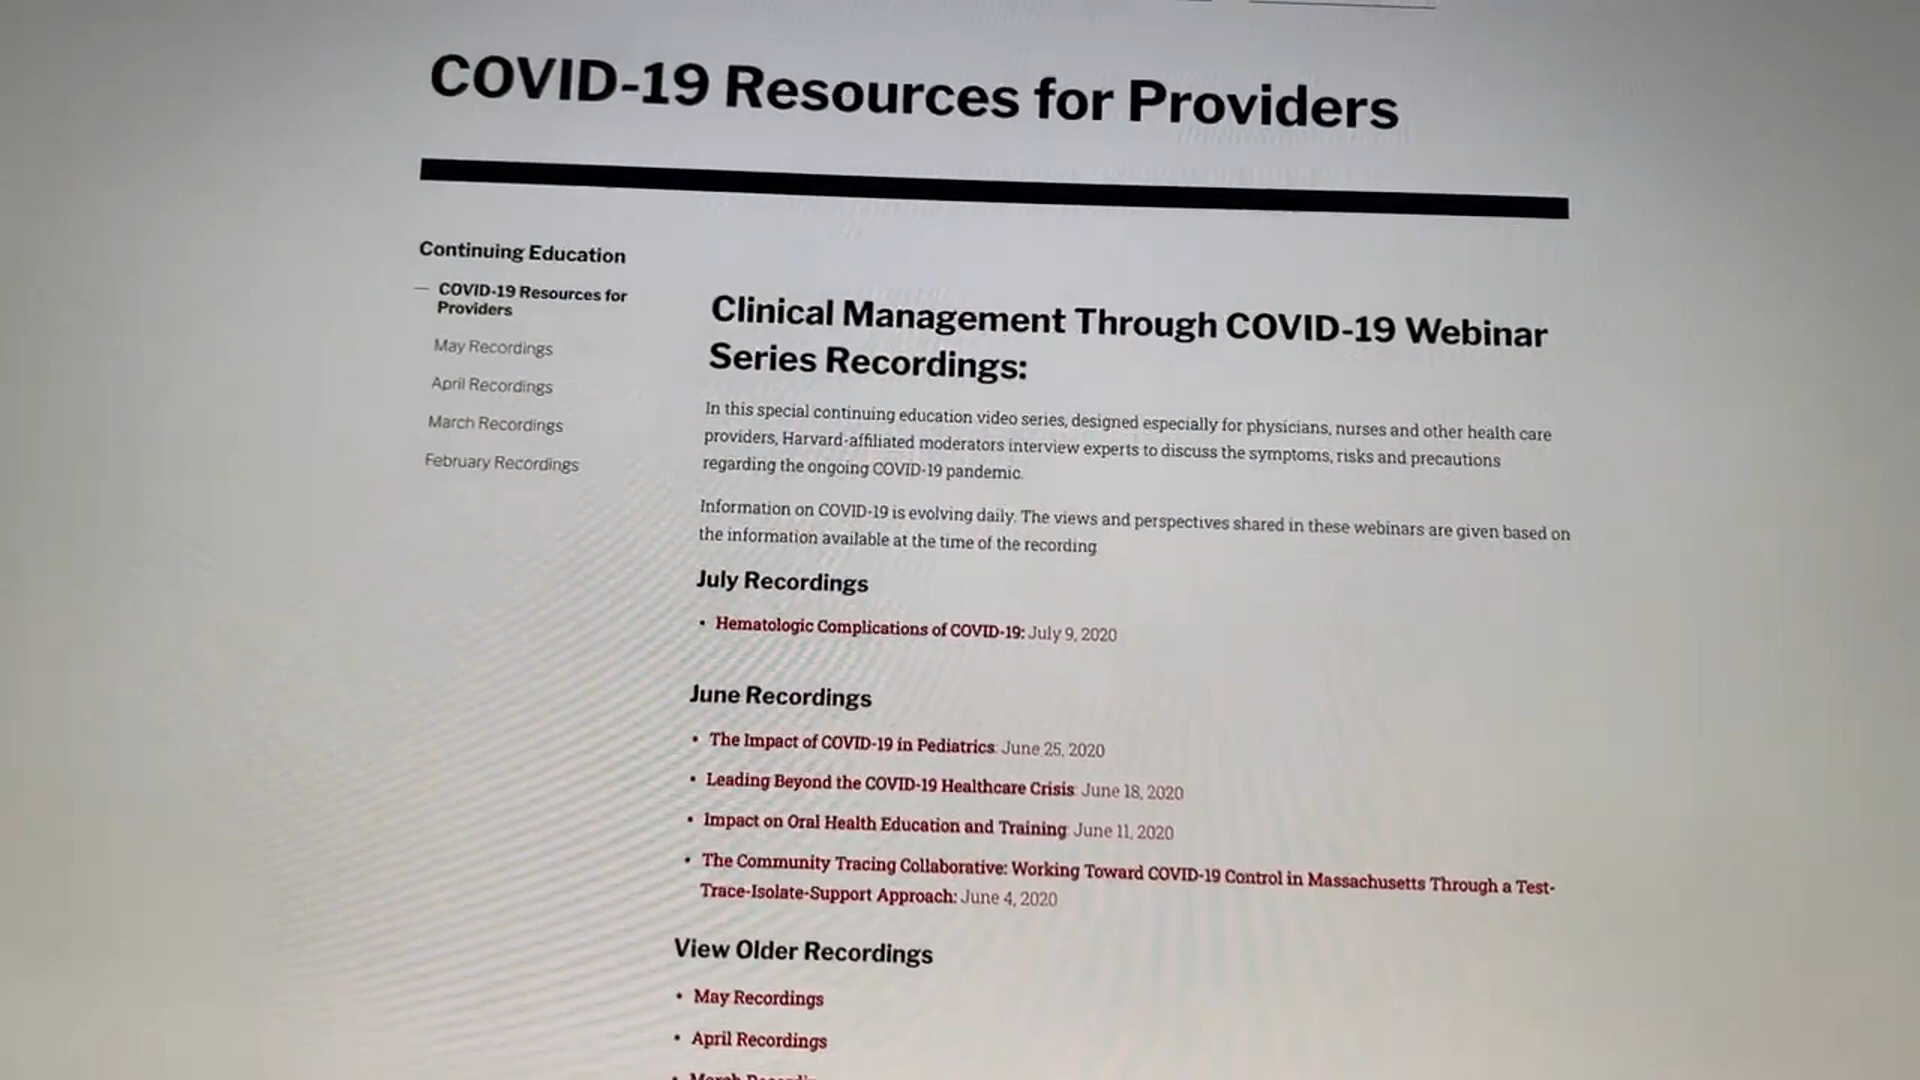 COVID-19 Resources for Providers
Continuing Education
— COVID-19 Resources for
Providers
May Recordings
April Recordings
March Recordings
February Recordings
Clinical Management Through COVID-19 Webinar
Series Recordings:
In this special continuing education video series, designed especially for physicians, nurses and other health care
providers, Harvard-affiliated moderators interview experts to discuss the symptoms, risks and precautions
regarding the ongoing COVID-19 pandemic.
Information on COVID-19 is evolving daily. The views and perspectives shared in these webinars are given based on
the information available at the time of the recording
July Recordings
• Hematologic Complications of COVID-19: July 9, 2020
June Recordings
• The Impact of COVID-19 in Pediatrics: June 25, 2020
• Leading Beyond the COVID-19 Healthcare Crisis: June 18, 2020
• Impact on Oral Health Education and Training: June 11, 2020
• The Community Tracing Collaborative: Working Toward COVID-19 Control in Massachusetts Through a Test-
Trace-Isolate-Support Approach: June 4, 2020
View Older Recordings
• May Recordings
• April Recordings